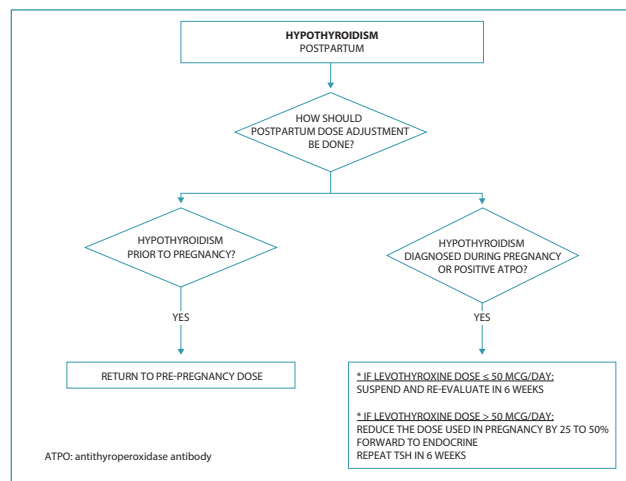 HYPOTHYROIDISM
POSTPARTUM
HOW SHOULD
POSTPARTUM DOSE ADJUSTMENT
BE DONE?
HYPOTHYROIDISM
PRIOR TO PREGNANCY?
HYPOTHYROIDISM
DIAGNOSED DURING PREGNANCY
OR POSITIVE ATPO?
YES
YES
RETURN TO PRE-PREGNANCY DOSE
* IF LEVOTHYROXINE DOSE ≤ 50 MCG/DAY:
SUSPEND AND RE-EVALUATE IN 6 WEEKS
* IF LEVOTHYROXINE DOSE > 50 MCG/DAY:
REDUCE THE DOSE USED IN PREGNANCY BY 25 TO 50%
FORWARD TO ENDOCRINE
REPEAT TSH IN 6 WEEKS
ATPO: antithyroperoxidase antibody